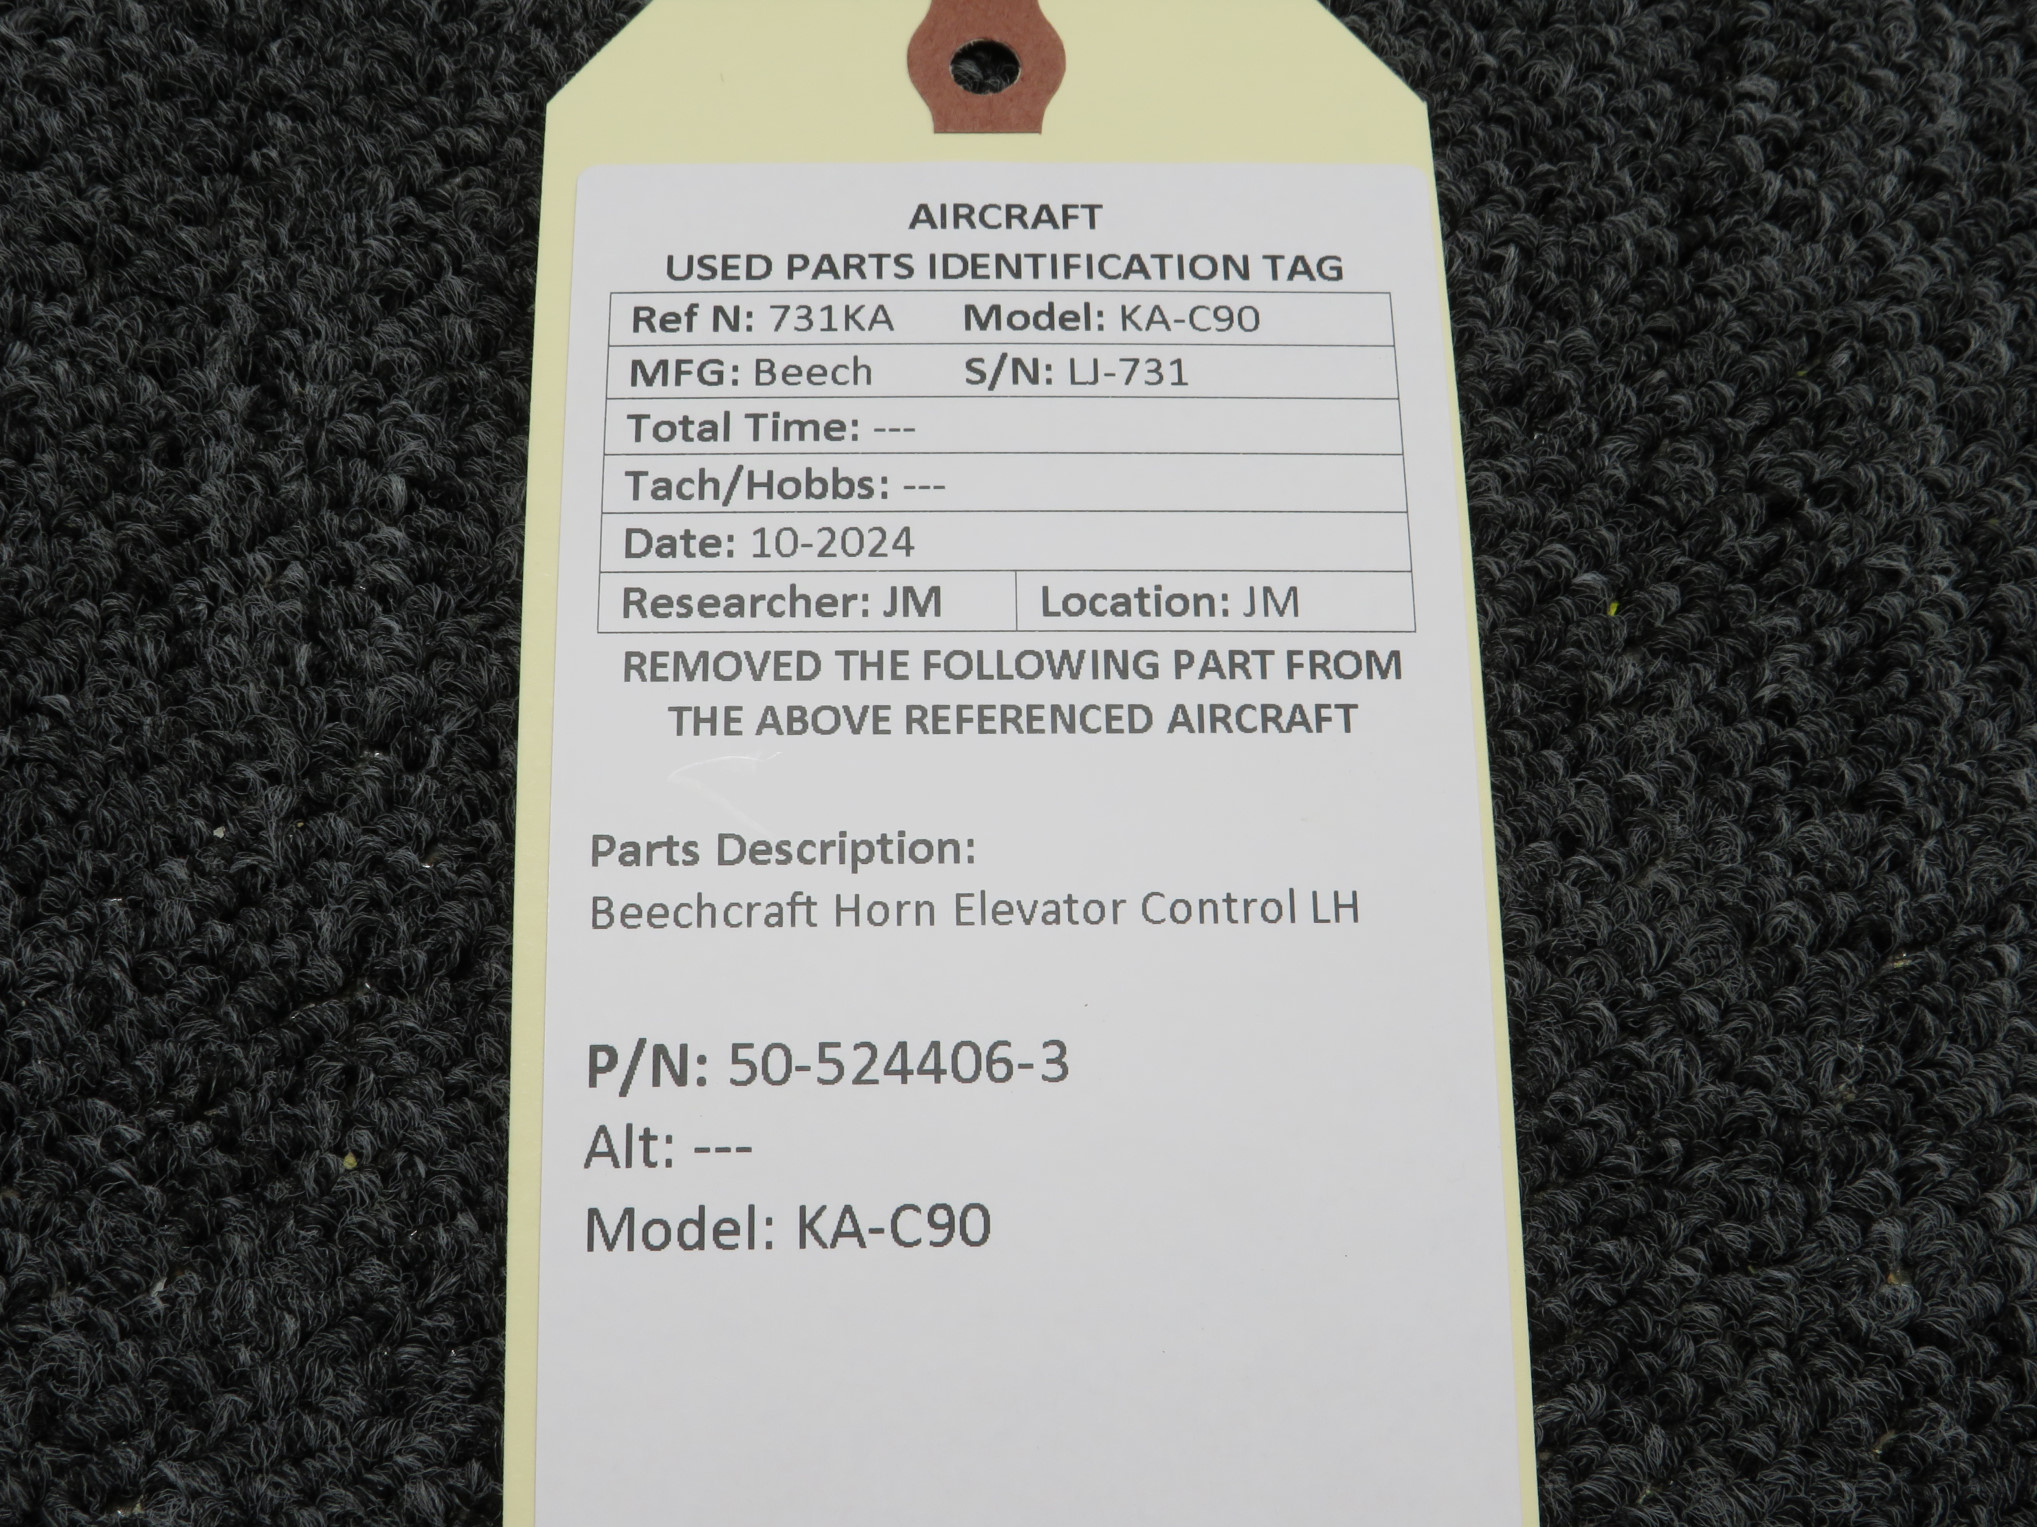 AIRCRAFT
USED PARTS IDENTIFICATION TAG
Ref N: 731KA Model: KA-C90
MFG: Beech S/N: LJ-731
Total Time: ---
Tach/Hobbs: ---
Date: 10-2024
Researcher: JM Location: JM
REMOVED THE FOLLOWING PART FROM
THE ABOVE REFERENCED AIRCRAFT
Parts Description:
Beechcraft Horn Elevator Control LH
P/N: 50-524406-3
Alt: ---
Model: KA-C90